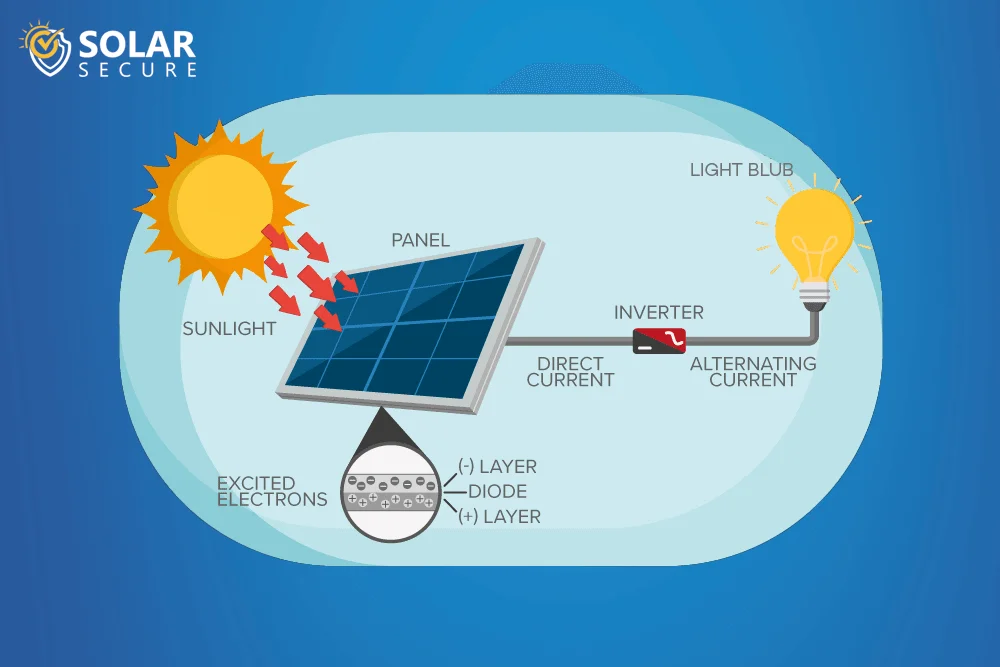 SOLAR
SECURE
LIGHT BLUB
PANEL
SUNLIGHT
INVERTER
DIRECT
CURRENT
ALTERNATING
CURRENT
EXCITED
ELECTRONS
(-) LAYER
DIODE
(+) LAYER